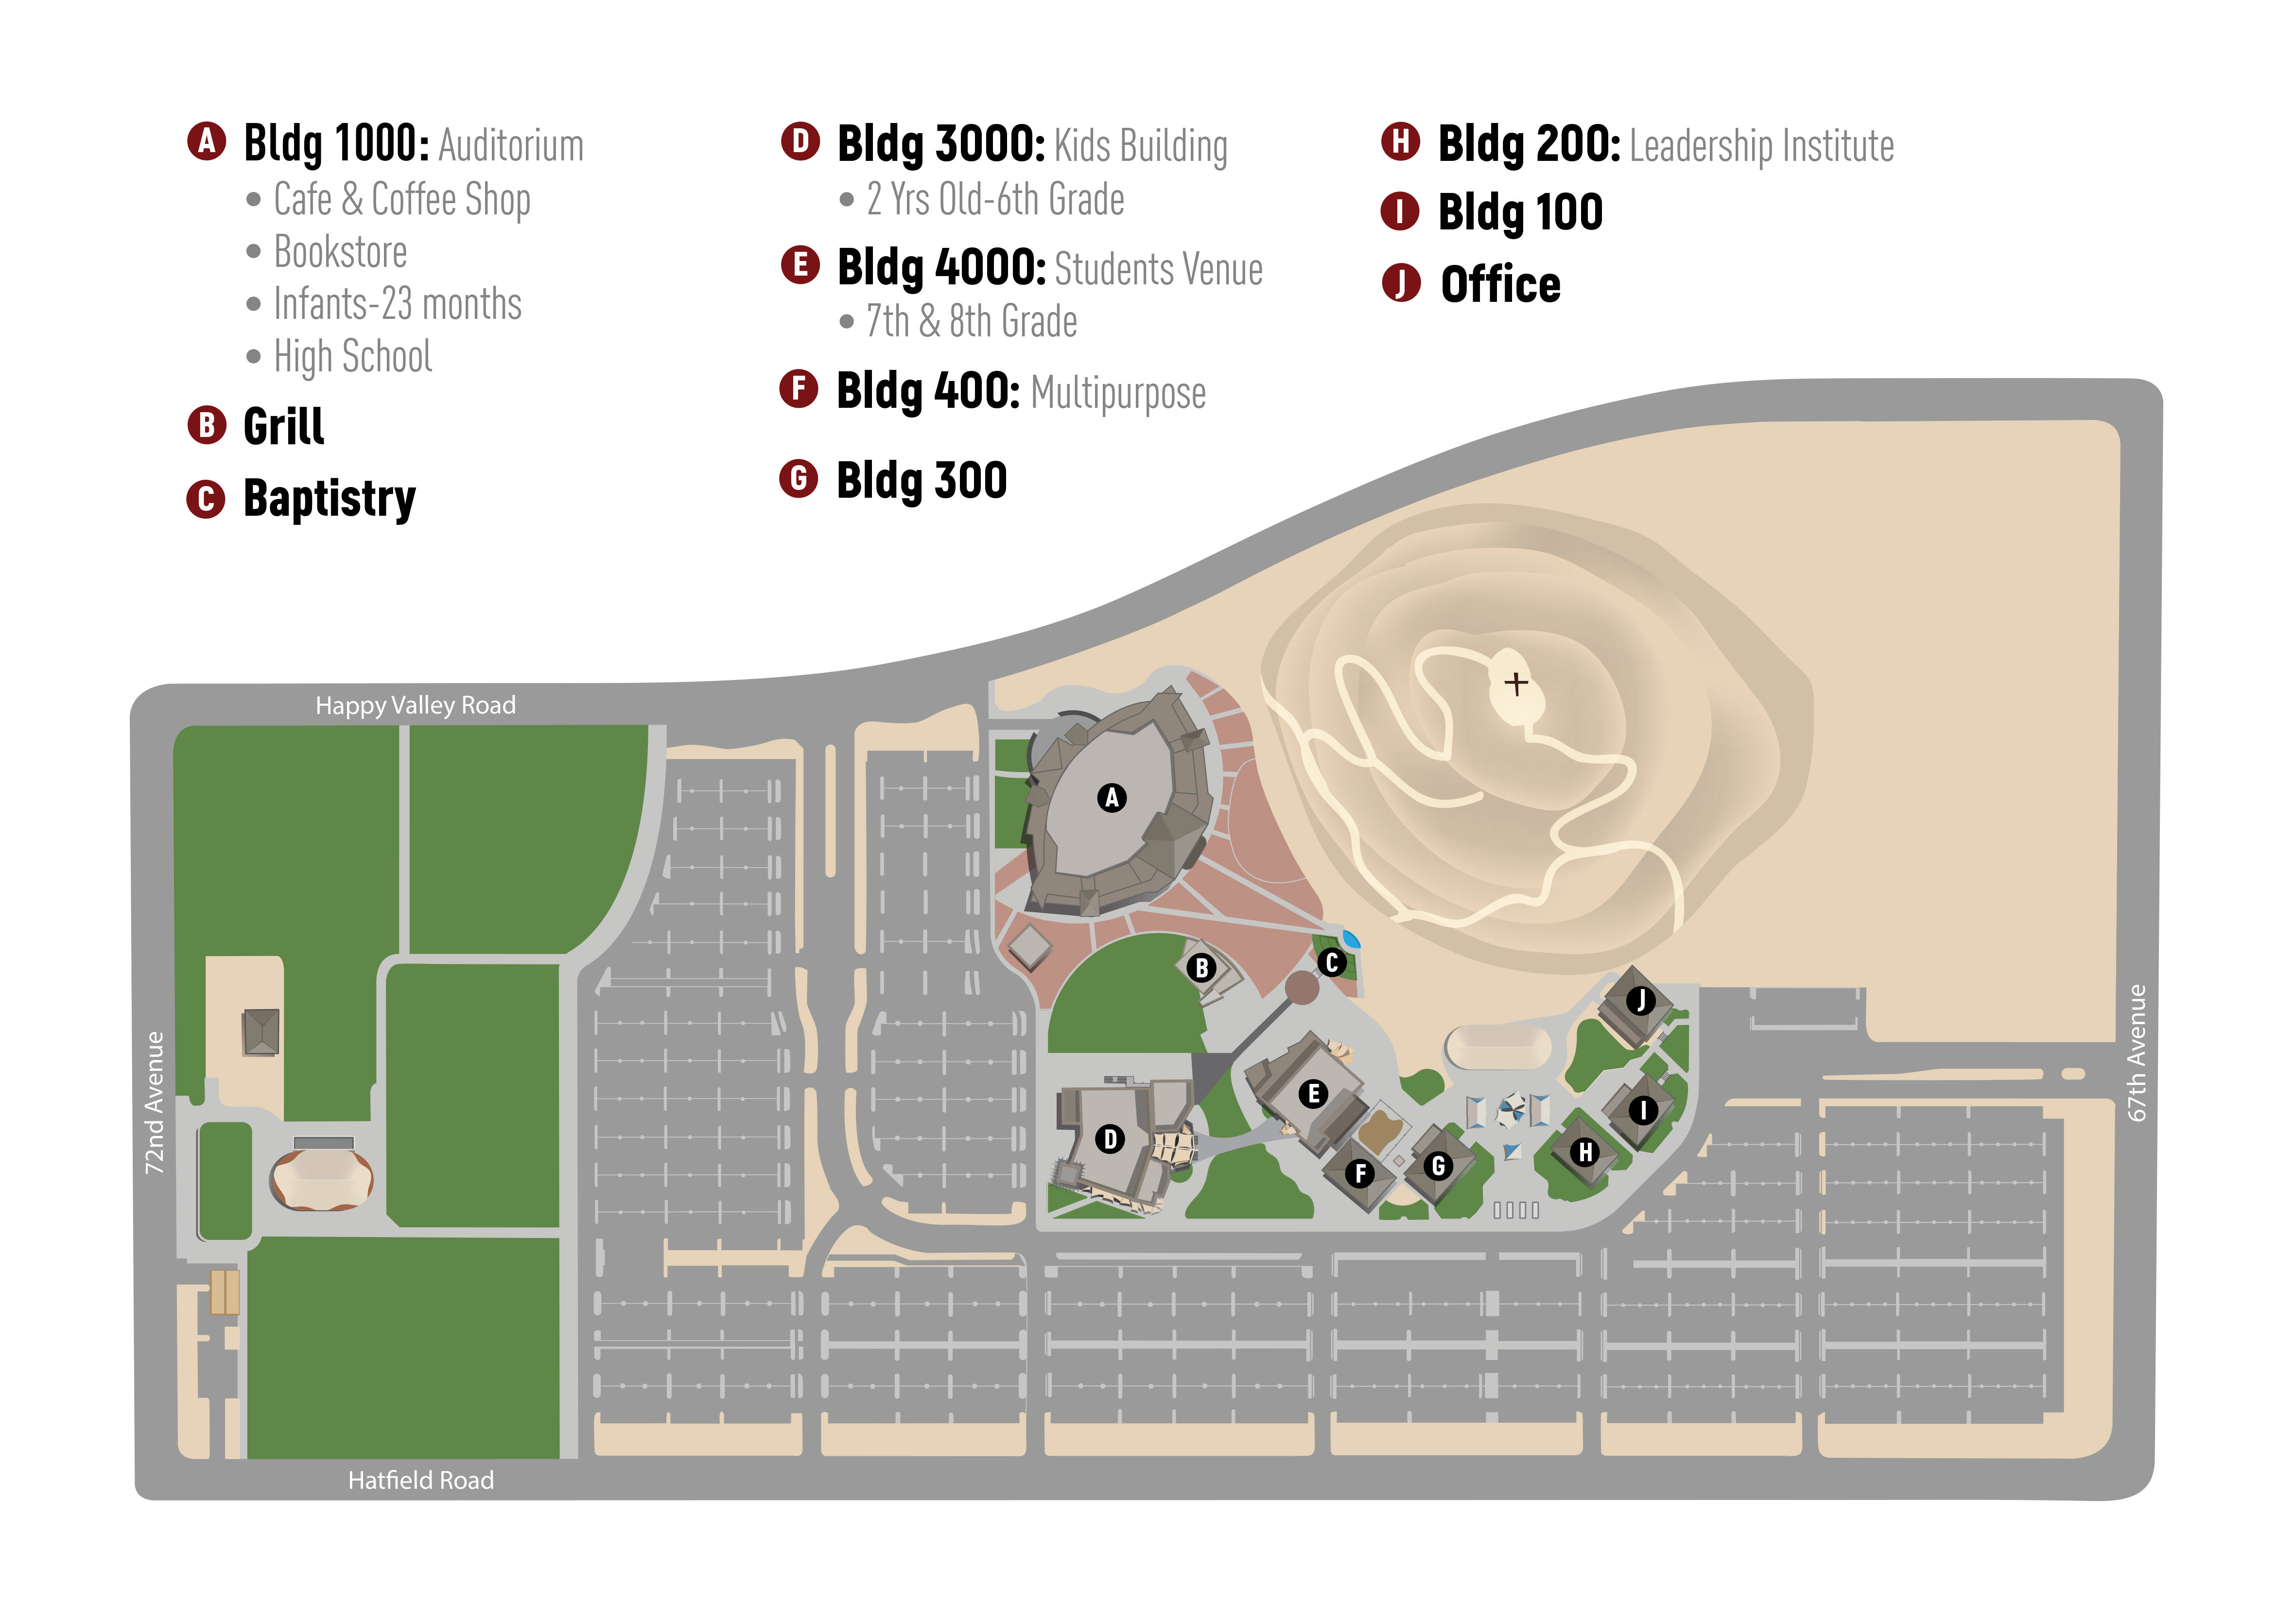 A Bldg 1000: Auditorium
• Cafe & Coffee Shop
• Bookstore
• Infants-23 months
• High School
B Grill
C Baptistry
D Bldg 3000: Kids Building
• 2 Yrs Old-6th Grade
E Bldg 4000: Students Venue
• 7th & 8th Grade
F Bldg 400: Multipurpose
G Bldg 300
H Bldg 200: Leadership Institute
I Bldg 100
J Office
Happy Valley Road
72nd Avenue
67th Avenue
Hatfield Road
A
B
C
D
E
F
G
H
I
J